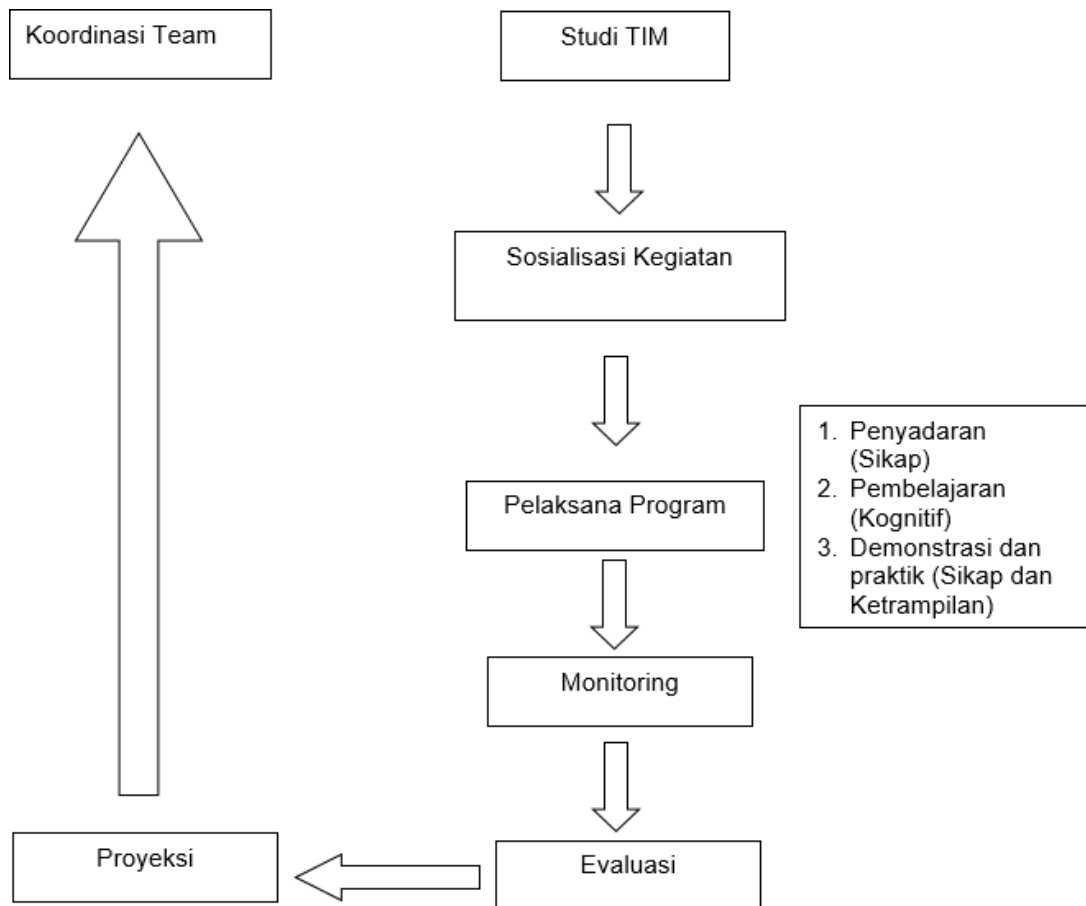 Koordinasi Team
Studi TIM
Sosialisasi Kegiatan
Pelaksana Program
1. Penyadaran
(Sikap)
2. Pembelajaran
(Kognitif)
3. Demonstrasi dan
praktik (Sikap dan
Ketrampilan)
Monitoring
Evaluasi
Proyeksi